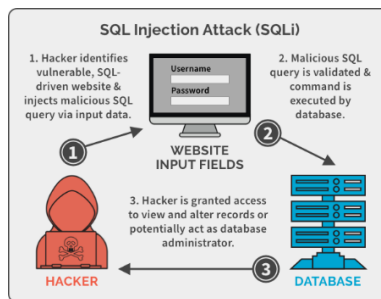 SQL Injection Attack (SQLi)
1. Hacker identifies
vulnerable, SQL-
driven website &
injects malicious SQL
query via input data.
Username
Password
WEBSITE
INPUT FIELDS
2. Malicious SQL
query is validated &
command is
executed by
database.
1
2
3. Hacker is granted access
to view and alter records or
potentially act as database
administrator.
3
HACKER
DATABASE